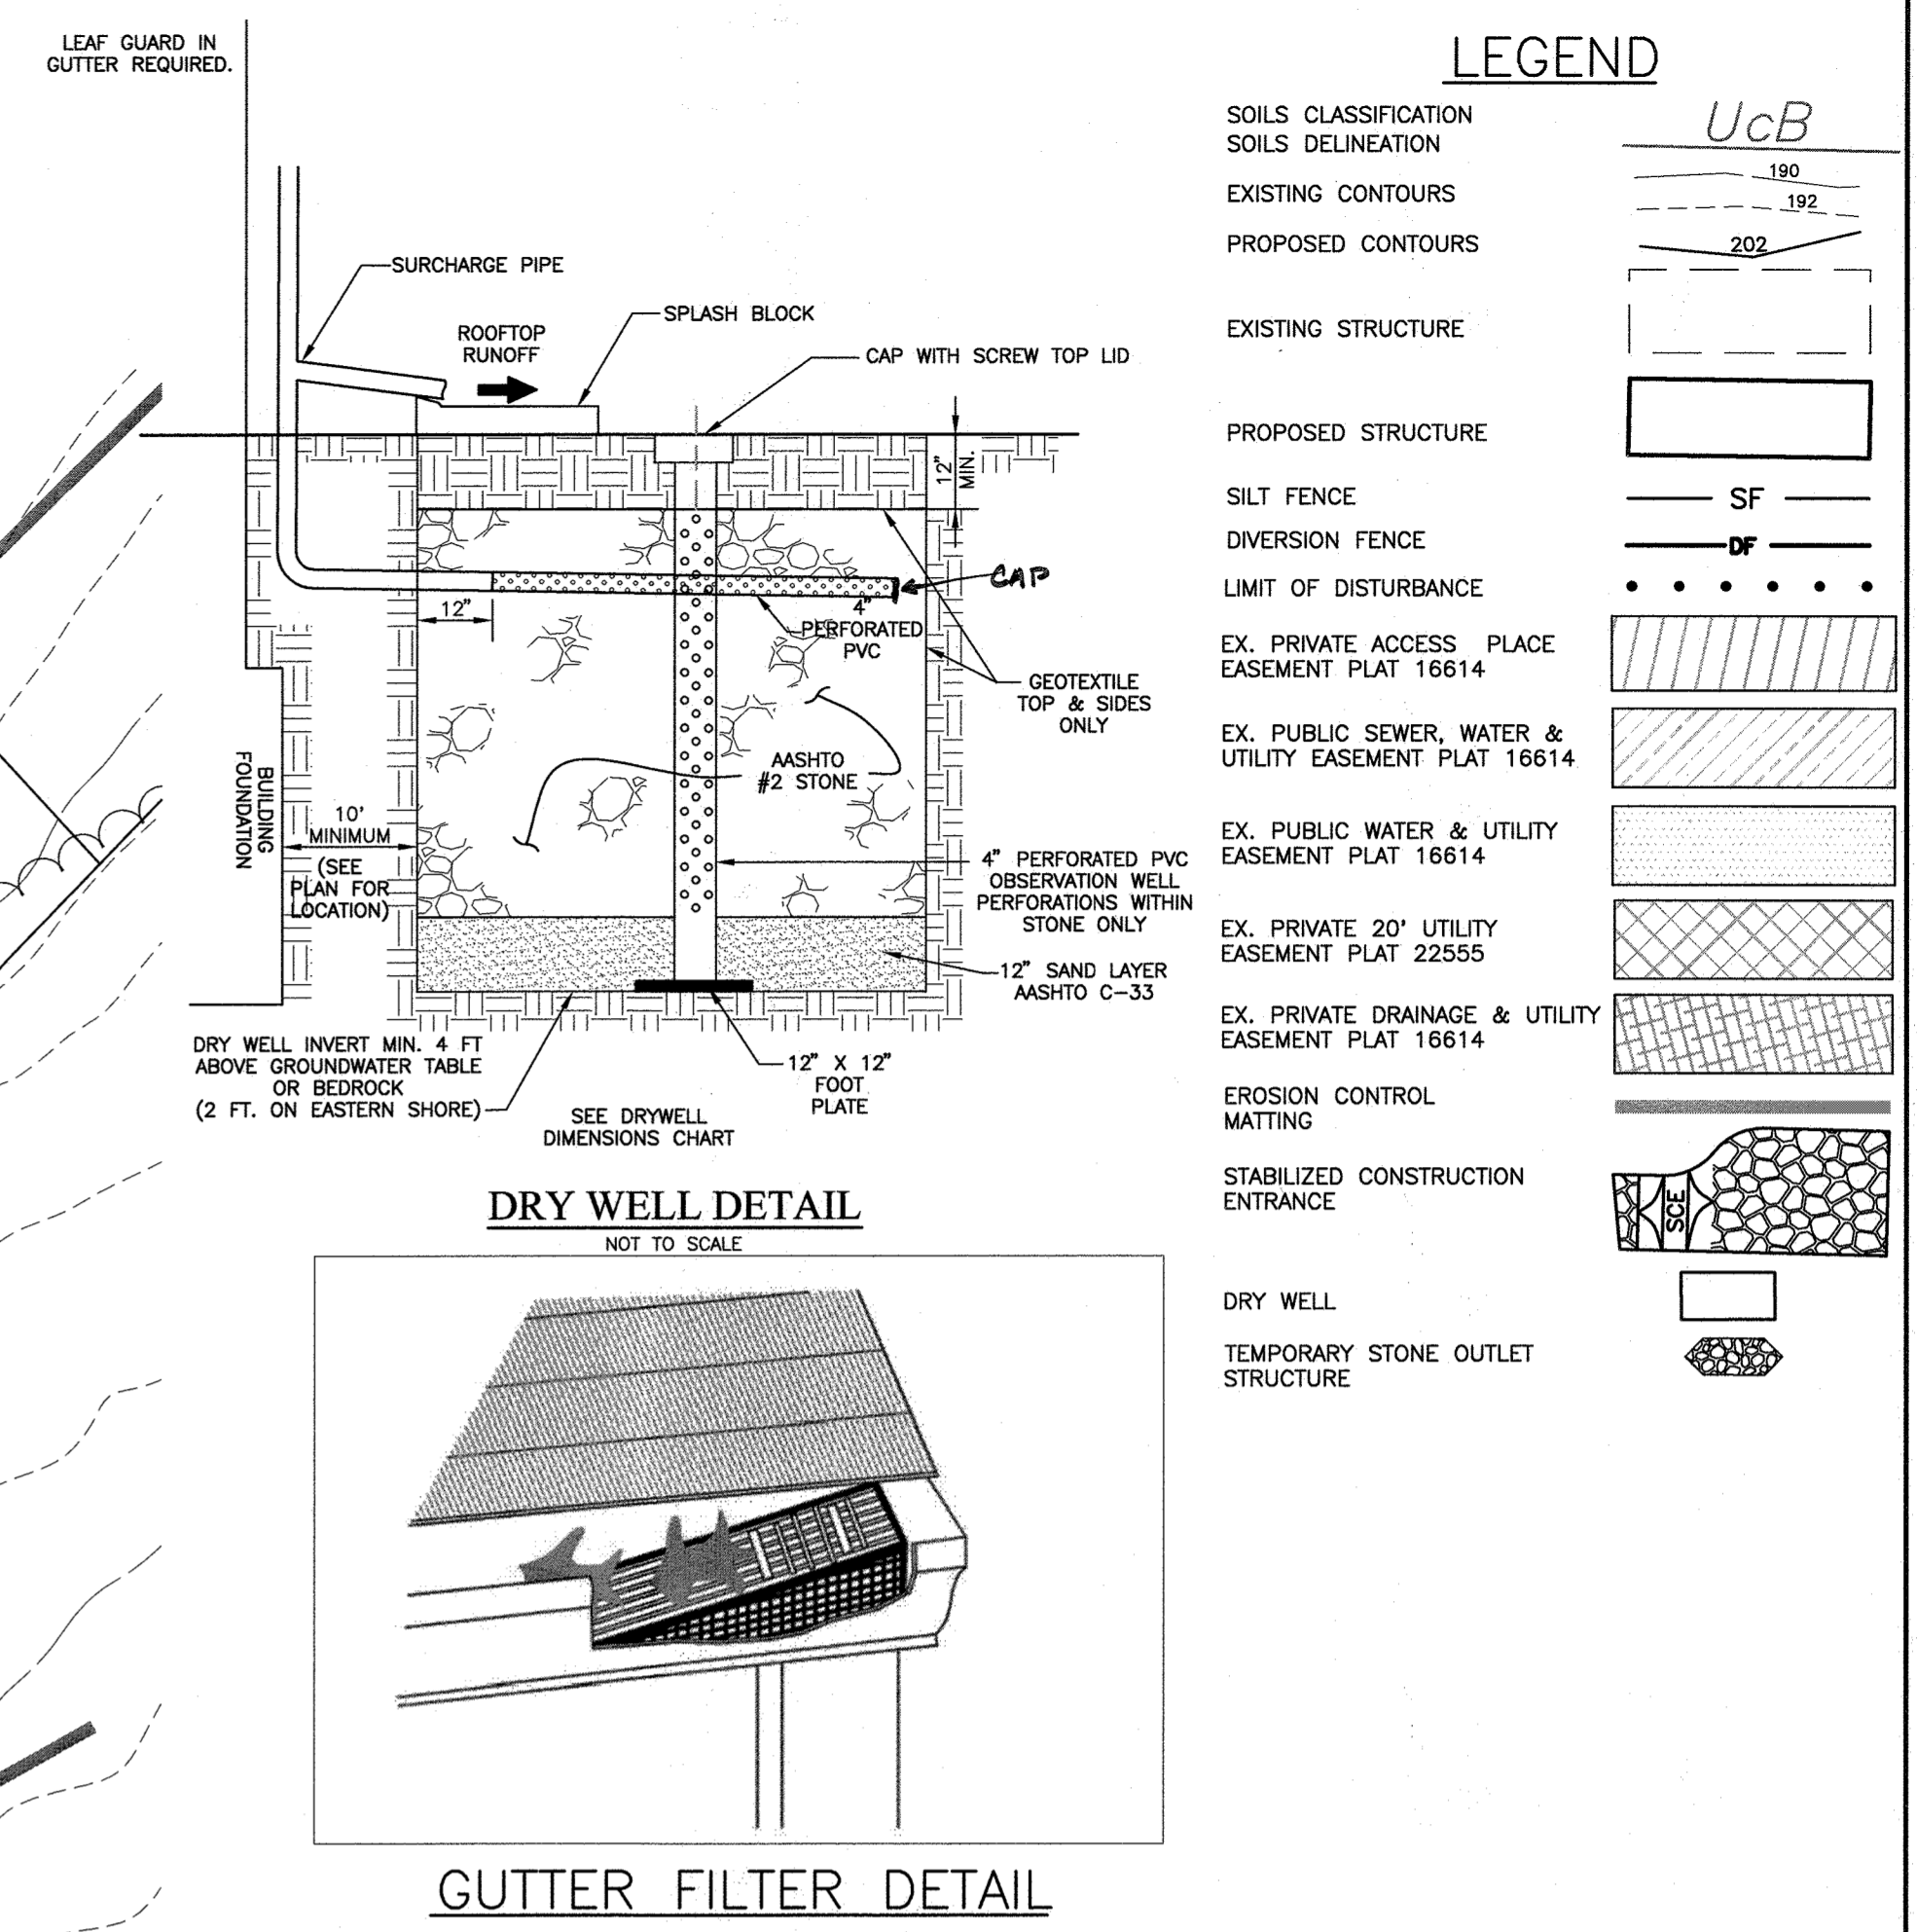 LEAF GUARD IN
GUTTER REQUIRED.
SURCHARGE PIPE
ROOFTOP
RUNOFF
SPLASH BLOCK
CAP WITH SCREW TOP LID
12"
MIN.
CAP
12"
4"
PERFORATED
PVC
GEOTEXTILE
TOP & SIDES
ONLY
AASHTO
#2 STONE
BUILDING
FOUNDATION
10'
MINIMUM
(SEE
PLAN FOR
LOCATION)
4" PERFORATED PVC
OBSERVATION WELL
PERFORATIONS WITHIN
STONE ONLY
12" SAND LAYER
AASHTO C-33
DRY WELL INVERT MIN. 4 FT
ABOVE GROUNDWATER TABLE
OR BEDROCK
(2 FT. ON EASTERN SHORE)
12" X 12"
FOOT
PLATE
SEE DRYWELL
DIMENSIONS CHART
DRY WELL DETAIL
NOT TO SCALE
GUTTER FILTER DETAIL
LEGEND
SOILS CLASSIFICATION
SOILS DELINEATION
UcB
EXISTING CONTOURS
190
192
PROPOSED CONTOURS
202
EXISTING STRUCTURE
PROPOSED STRUCTURE
SILT FENCE
SF
DIVERSION FENCE
DF
LIMIT OF DISTURBANCE
EX. PRIVATE ACCESS PLACE
EASEMENT PLAT 16614
EX. PUBLIC SEWER, WATER &
UTILITY EASEMENT PLAT 16614
EX. PUBLIC WATER & UTILITY
EASEMENT PLAT 16614
EX. PRIVATE 20' UTILITY
EASEMENT PLAT 22555
EX. PRIVATE DRAINAGE & UTILITY
EASEMENT PLAT 16614
EROSION CONTROL
MATTING
STABILIZED CONSTRUCTION
ENTRANCE
SCE
DRY WELL
TEMPORARY STONE OUTLET
STRUCTURE